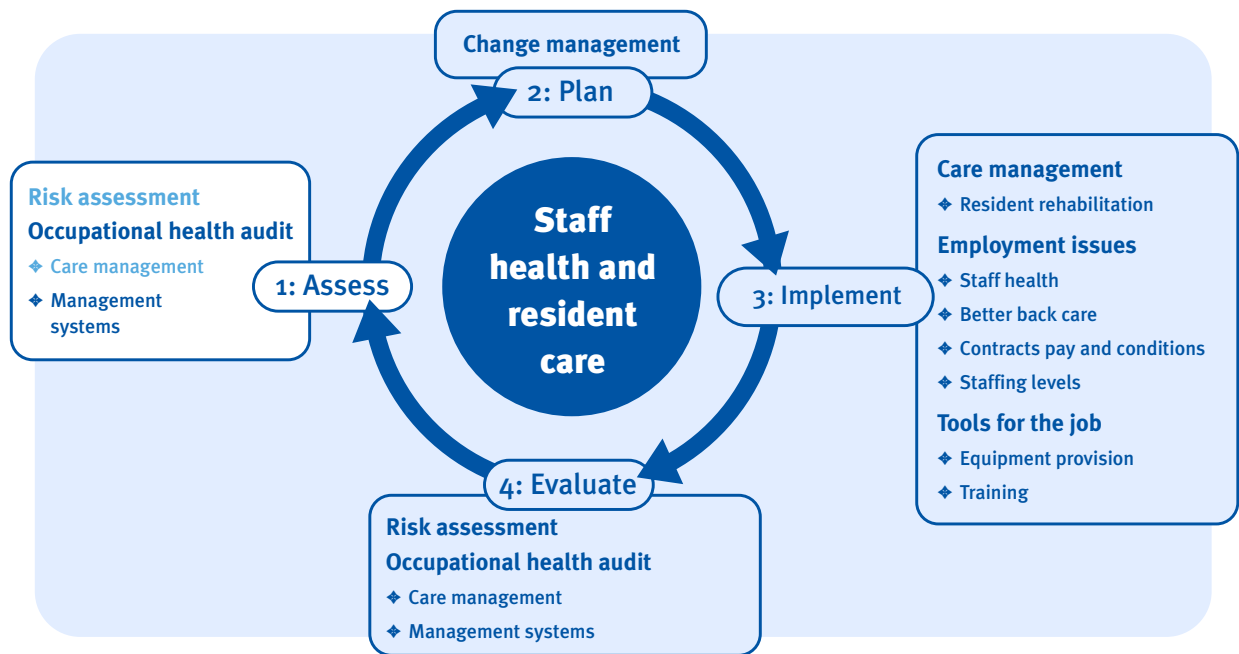 Change management
2: Plan
Risk assessment
Occupational health audit
❖ Care management
❖ Management
systems
1: Assess
Staff
health and
resident
care
3: Implement
Care management
❖ Resident rehabilitation
Employment issues
❖ Staff health
❖ Better back care
❖ Contracts pay and conditions
❖ Staffing levels
Tools for the job
❖ Equipment provision
❖ Training
4: Evaluate
Risk assessment
Occupational health audit
❖ Care management
❖ Management systems